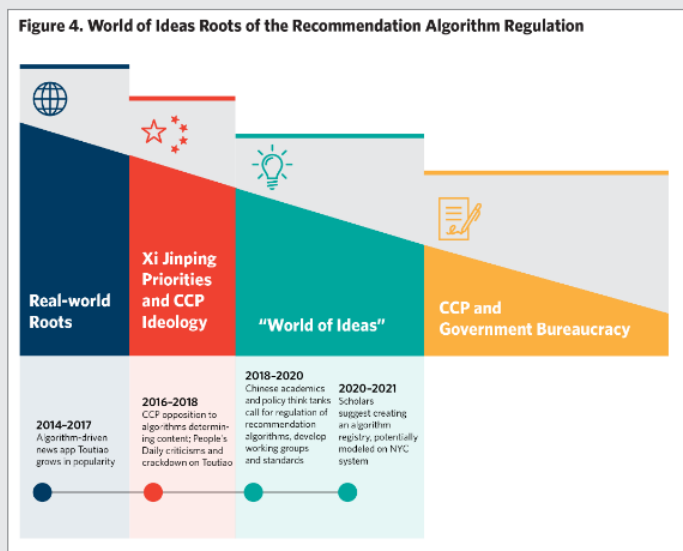 Figure 4. World of Ideas Roots of the Recommendation Algorithm Regulation
Real-world
Roots
Xi Jinping
Priorities
and CCP
Ideology
“World of Ideas”
CCP and
Government Bureaucracy
2014–2017
Algorithm-driven
news app Toutiao
grows in popularity
2016–2018
CCP opposition to
algorithms determin-
ing content; People's
Daily criticisms and
crackdown on Toutiao
2018–2020
Chinese academics
and policy think tanks
call for regulation of
recommendation
algorithms, develop
working groups
and standards
2020–2021
Scholars
suggest creating
an algorithm
registry, potentially
modeled on NYC
system